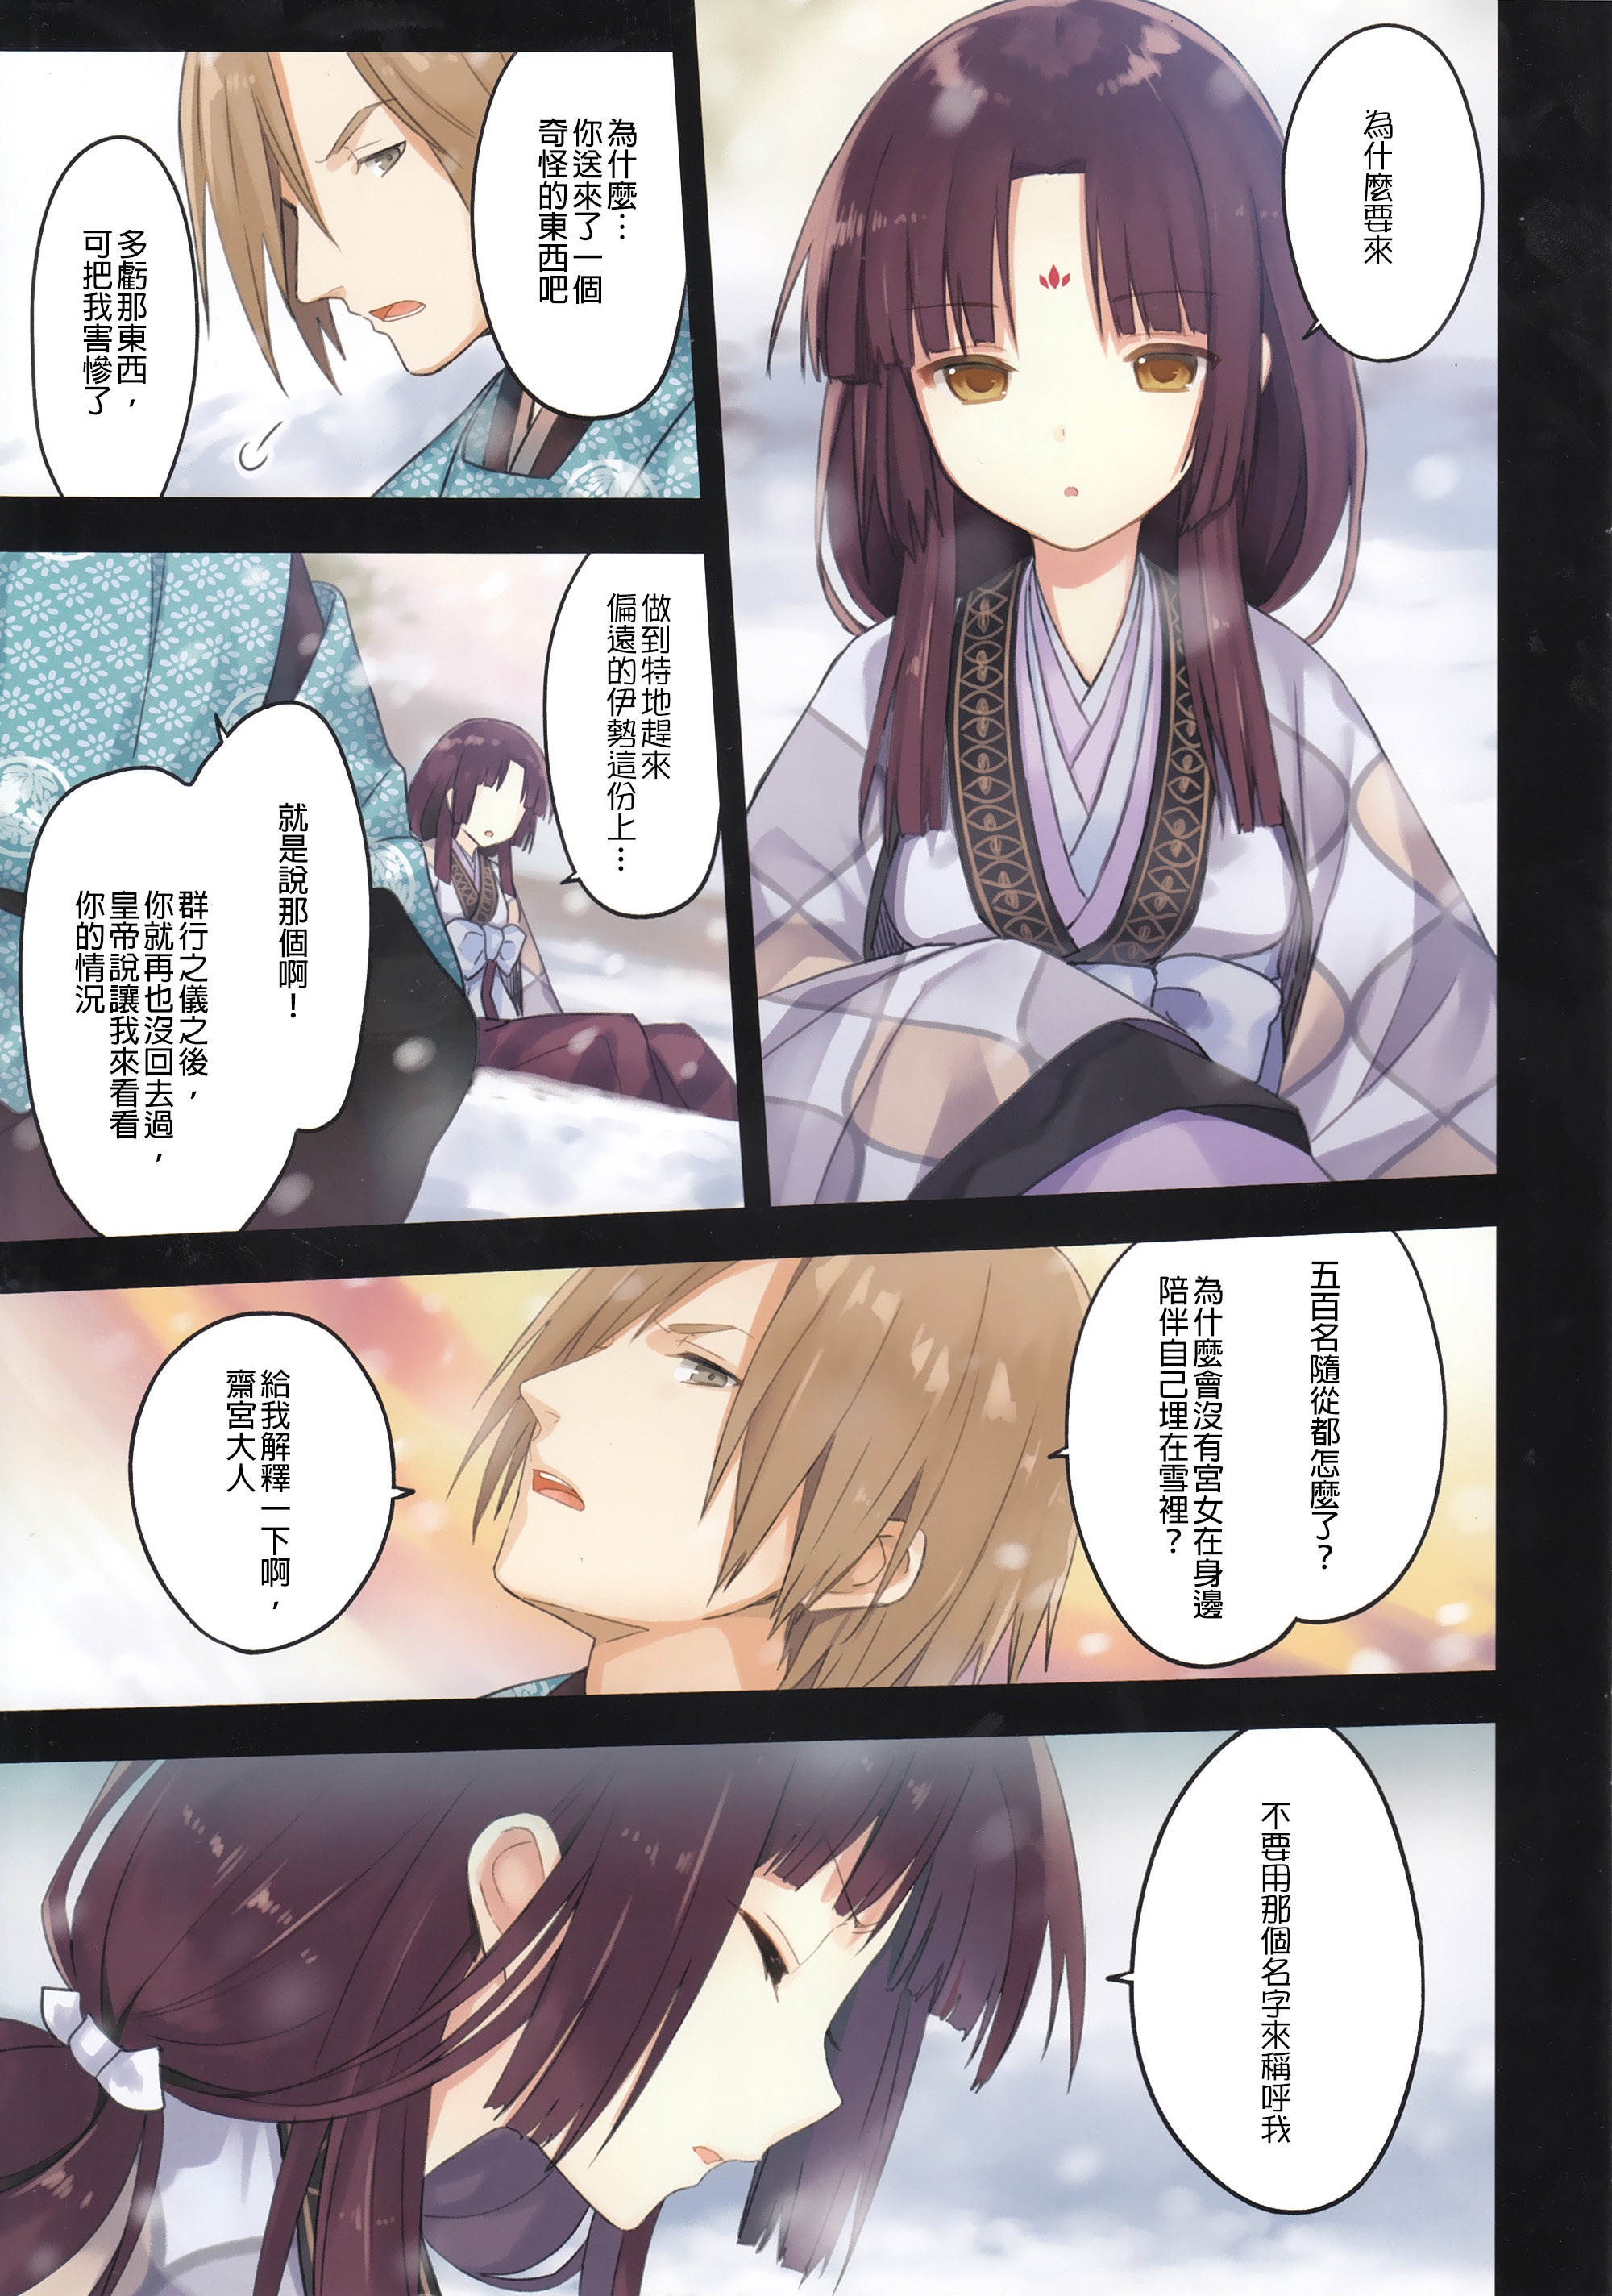 為什麼要來
為什麼…
你送來了一個
奇怪的東西吧
多虧那東西，
可把我害慘了
做到特地趕來
偏遠的伊勢這份上…
就是說那個啊！
群行之儀之後，
你就再也沒回去過，
皇帝說讓我來看看
你的情況
五百名隨從都怎麼了？
為什麼會沒有宮女在身邊
陪伴自己埋在雪裡？
給我解釋一下啊，
齋宮大人
不要用那個名字來稱呼我